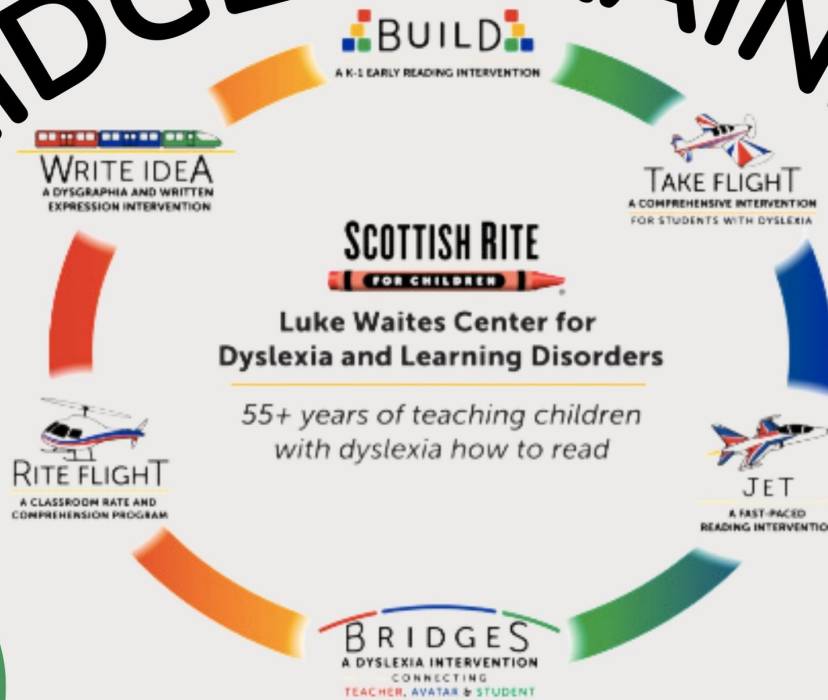 BUILD
A K-1 EARLY READING INTERVENTION
WRITE IDEA
A DYSGRAPHIA AND WRITTEN
EXPRESSION INTERVENTION
TAKE FLIGHT
A COMPREHENSIVE INTERVENTION
FOR STUDENTS WITH DYSLEXIA
SCOTTISH RITE
FOR CHILDREN
Luke Waites Center for
Dyslexia and Learning Disorders
55+ years of teaching children
with dyslexia how to read
RITE FLIGHT
A CLASSROOM RATE AND
COMPREHENSION PROGRAM
JET
A FAST-PACED
READING INTERVENTIO
BRIDGES
A DYSLEXIA INTERVENTION
CONNECTING
TEACHER, AVATAR & STUDENT